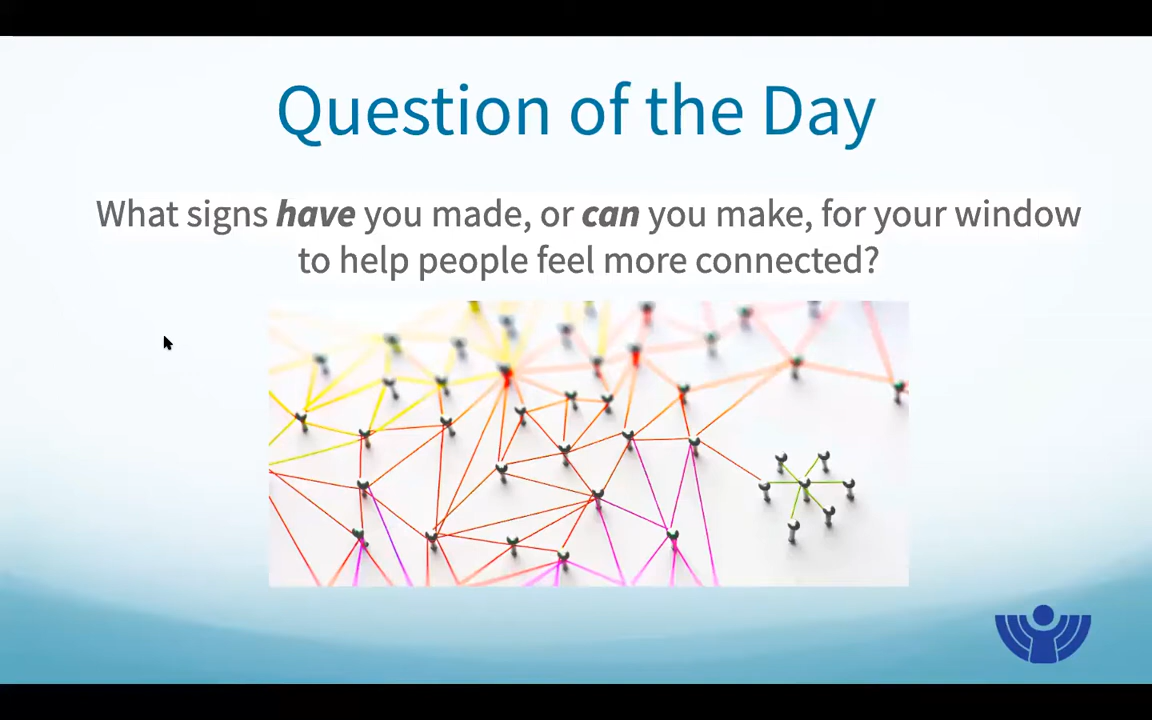 Question of the Day
What signs have you made, or can you make, for your window
to help people feel more connected?